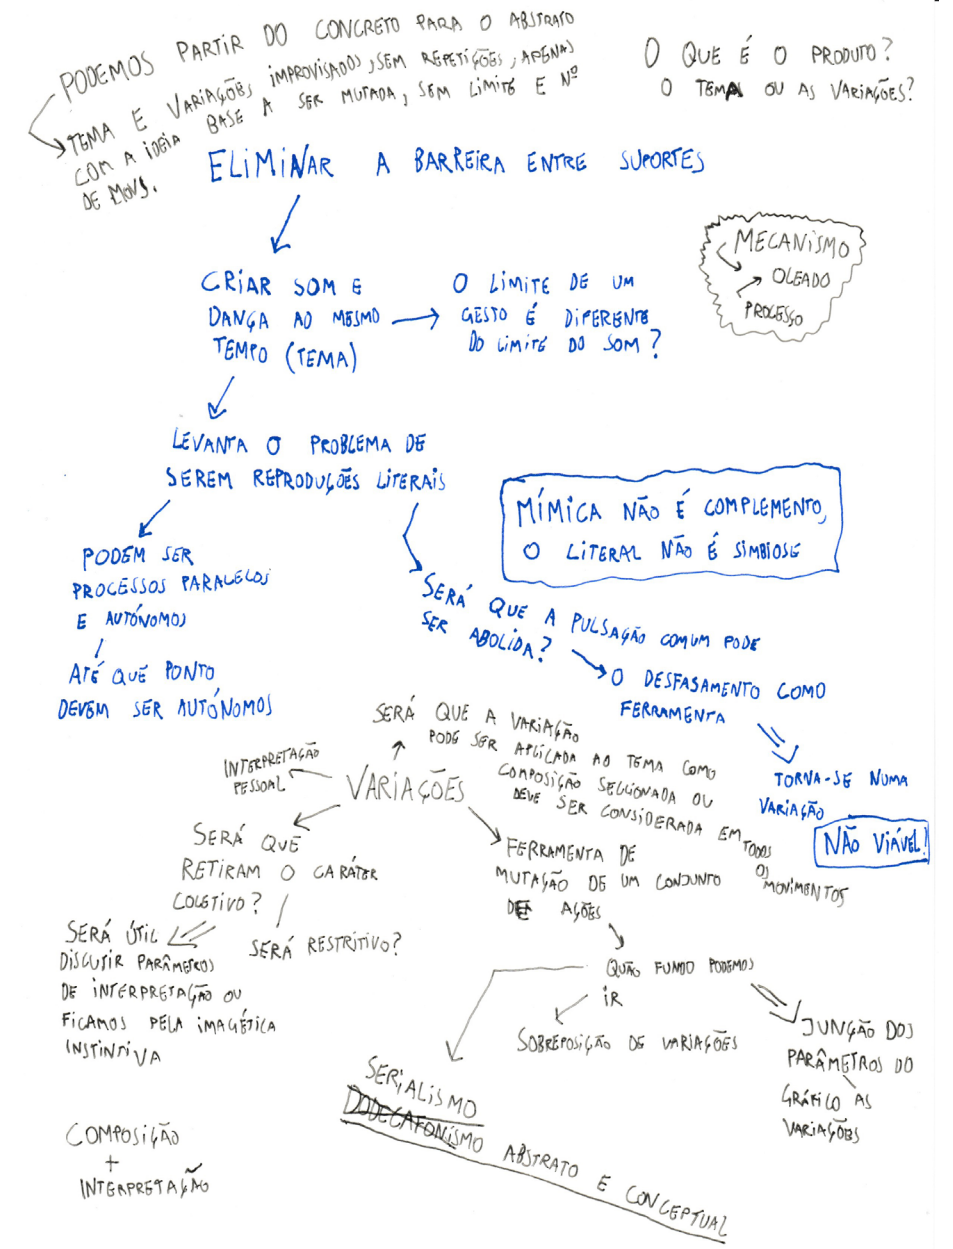 PODEMOS PARTIR DO CONCRETO PARA O ABSTRATO
TEMA E VARIAÇÕES IMPROVISADOS, SEM REPETIÇÕES, APENAS
COM A IDEIA BASE A SER MUTADA, SEM LIMITE E Nº
DE MOVS.
O QUE É O PRODUTO?
O TEMA OU AS VARIAÇÕES?
ELIMINAR A BARREIRA ENTRE SUPORTES
MECANISMO
OLEADO
PROCESSO
CRIAR SOM E
DANÇA AO MESMO
TEMPO (TEMA)
O LIMITE DE UM
GESTO É DIFERENTE
DO LIMITE DO SOM?
LEVANTA O PROBLEMA DE
SEREM REPRODUÇÕES LITERAIS
MÍMICA NÃO É COMPLEMENTO,
O LITERAL NÃO É SIMBIOSE
PODEM SER
PROCESSOS PARALELOS
E AUTÓNOMOS
ATÉ QUE PONTO
DEVEM SER AUTÓNOMOS
SERÁ QUE A PULSAÇÃO COMUM PODE
SER ABOLIDA?
O DESFASAMENTO COMO
FERRAMENTA
TORNA-SE NUMA
VARIAÇÃO
NÃO VIÁVEL!
SERÁ QUE A VARIAÇÃO
PODE SER APLICADA AO TEMA COMO
COMPOSIÇÃO SECCIONADA OU
DEVE SER CONSIDERADA EM TODOS
OS
MOVIMENTOS
INTERPRETAÇÃO
PESSOAL
VARIAÇÕES
SERÁ QUE
RETIRAM O CARÁTER
COLETIVO?
SERÁ RESTRITIVO?
SERÁ ÚTIL
DISCUTIR PARÂMETROS
DE INTERPRETAÇÃO OU
FICAMOS PELA IMAGÉTICA
INSTINTIVA
FERRAMENTA DE
MUTAÇÃO DE UM CONJUNTO
DE AÇÕES
QUÃO FUNDO PODEMOS
IR
SOBREPOSIÇÃO DE VARIAÇÕES
JUNÇÃO DOS
PARÂMETROS DO
GRÁFICO AS
VARIAÇÕES
SERIALISMO
DODECAFONISMO ABSTRATO E CONCEPTUAL
COMPOSIÇÃO
+
INTERPRETAÇÃO